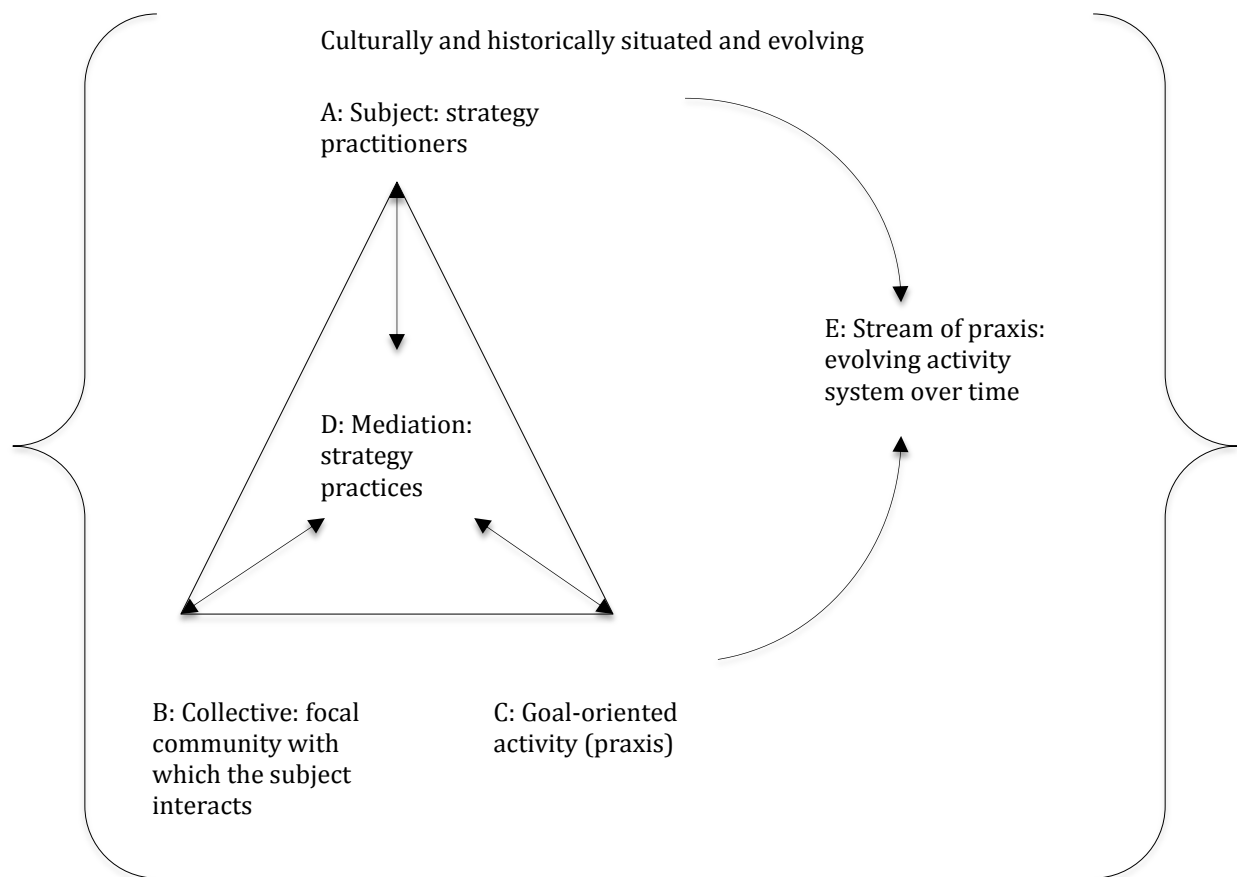 Culturally and historically situated and evolving
A: Subject: strategy
practitioners
E: Stream of praxis:
evolving activity
system over time
D: Mediation:
strategy
practices
B: Collective: focal
community with
which the subject
interacts
C: Goal-oriented
activity (praxis)